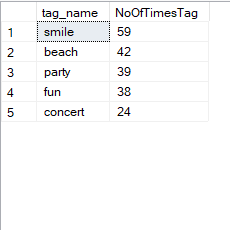 tag_name NoOfTimesTag
1 smile 59
2 beach 42
3 party 39
4 fun 38
5 concert 24